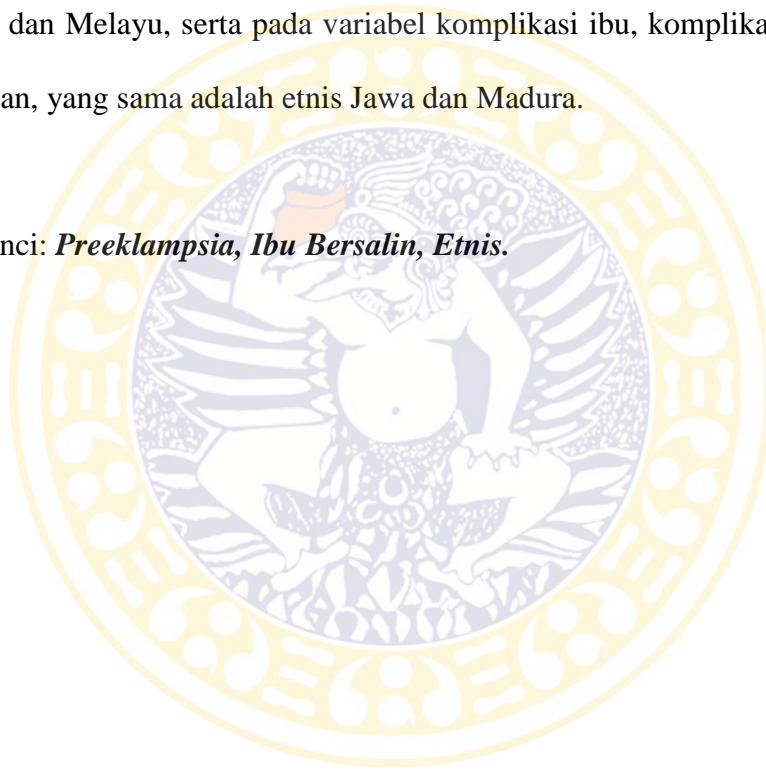 dan Melayu, serta pada variabel komplikasi ibu, komplika
an, yang sama adalah etnis Jawa dan Madura.
nci: Preeklampsia, Ibu Bersalin, Etnis.